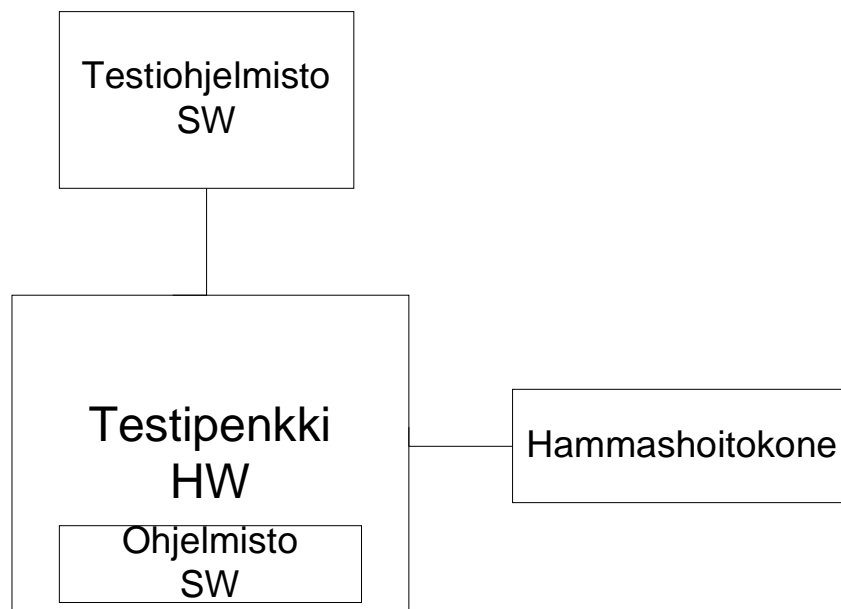 Testiohjelmisto
SW
Testipenkki
HW
Hammashoitokone
Ohjelmisto
SW